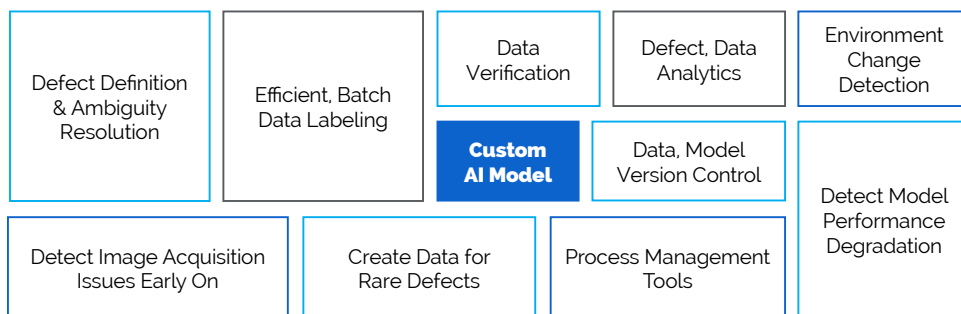 Defect Definition
& Ambiguity
Resolution
Efficient, Batch
Data Labeling
Data
Verification
Defect, Data
Analytics
Environment
Change
Detection
Custom
AI Model
Data, Model
Version Control
Detect Model
Performance
Degradation
Detect Image Acquisition
Issues Early On
Create Data for
Rare Defects
Process Management
Tools